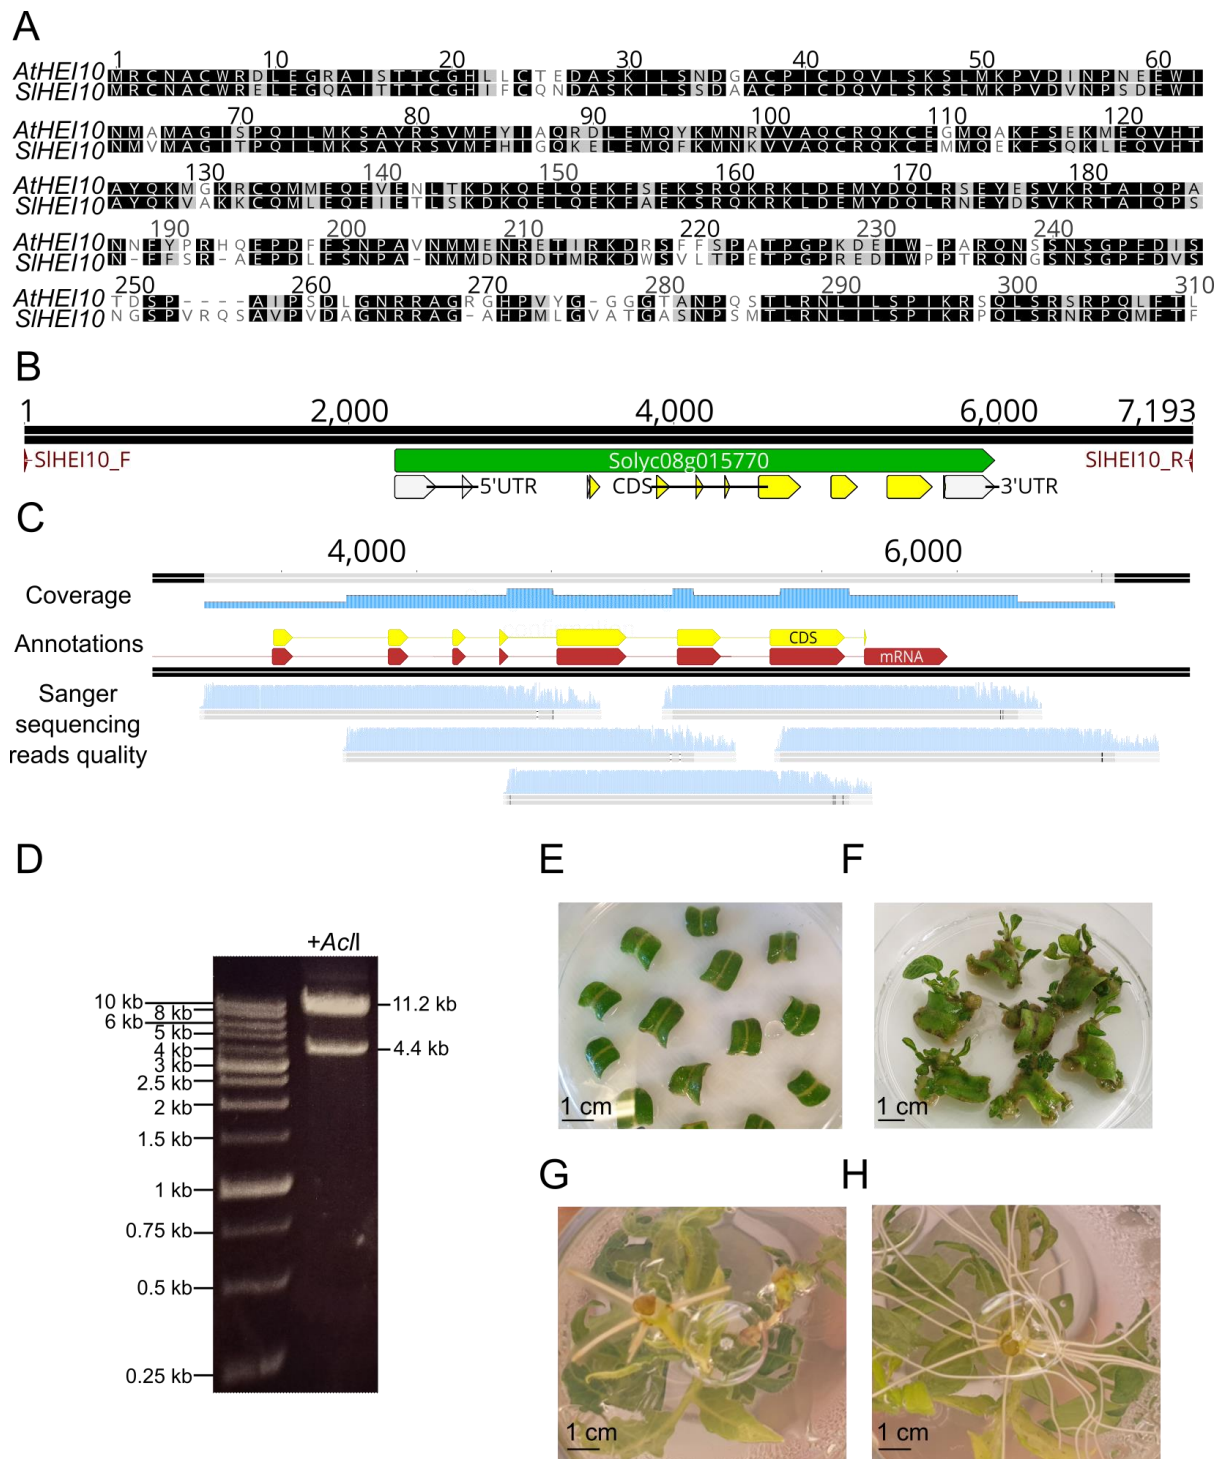 A
1 10 20 30 40 50 60
AtHEI10 MRCNACWRDLEGRAISTTCGHLLCTEDASKILSNDGACPICDQVLSKSLMKPVDINPNEEWI
SlHEI10 MRCNACWRELEGQAITTTCGHIFCQNDASKILSSDAACPICDQVLSKSLMKPVDVNPSDEWI
70 80 90 100 110 120
AtHEI10 NMAMAGISPQILMKSAYRSVMFYIAQRDLEMQYKMNRVVAQCRQKCEGMQAKFSEKMEQVHT
SlHEI10 NMVMAGITPQILMKSAYRSVMFHIGQKELEMQFKMNKVVAQCRQKCEMMQEKFSQKLEQVHT
130 140 150 160 170 180
AtHEI10 AYQKMGKRCQMMEQEVENLTKDKQELQEKFSEKSRQKRKLDEMYDQLRSEYESVKRTAIQPA
SlHEI10 AYQKVAKKCQMLEQEIETLSKDKQELQEKFAEKSRQKRKLDEMYDQLRNEYDSVKRTAIQPS
190 200 210 220 230 240
AtHEI10 NNFYPRHQEPDFFSNPAVNMMENRETIRKDRSFFSPATPGPKDEIW-PARQNSSNSGPFDIS
SlHEI10 N-FFSR-AEPDLFSNPA-NMMDNRDTMRKDWSVLTPETPGPREDIWPPTRQNGSNSGPFDVS
250 260 270 280 290 300 310
AtHEI10 TDSP----AIPSDLGNRRAGRGHPVYG-GGGTANPQSTLRNLILSPIKRSQLSRSRPQLFTL
SlHEI10 NGSPVRQSAVPVDAGNRRAG-AHPMLGVATGASNPSMTLRNLILSPIKRPQLSRNRPQMFTF
B
1 2,000 4,000 6,000 7,193
SlHEI10_F Solyc08g015770 SlHEI10_R
5'UTR CDS 3'UTR
C
4,000 6,000
Coverage
Annotations
CDS
mRNA
Sanger
sequencing
reads quality
D
+AclI
10 kb
8 kb
6 kb
5 kb
4 kb
3 kb
2.5 kb
2 kb
1.5 kb
1 kb
0.75 kb
0.5 kb
0.25 kb
11.2 kb
4.4 kb
E
1 cm
F
1 cm
G
1 cm
H
1 cm